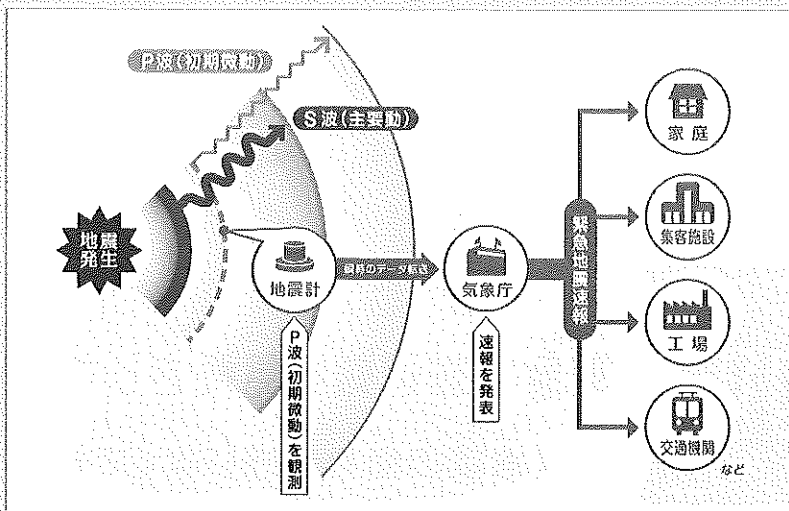 P波(初期微動)
S波(主要動)
地震
発生
地震計
P波(初期微動)を観測
気象庁
速報を発表
緊急地震速報
家庭
集客施設
工場
交通機関
など